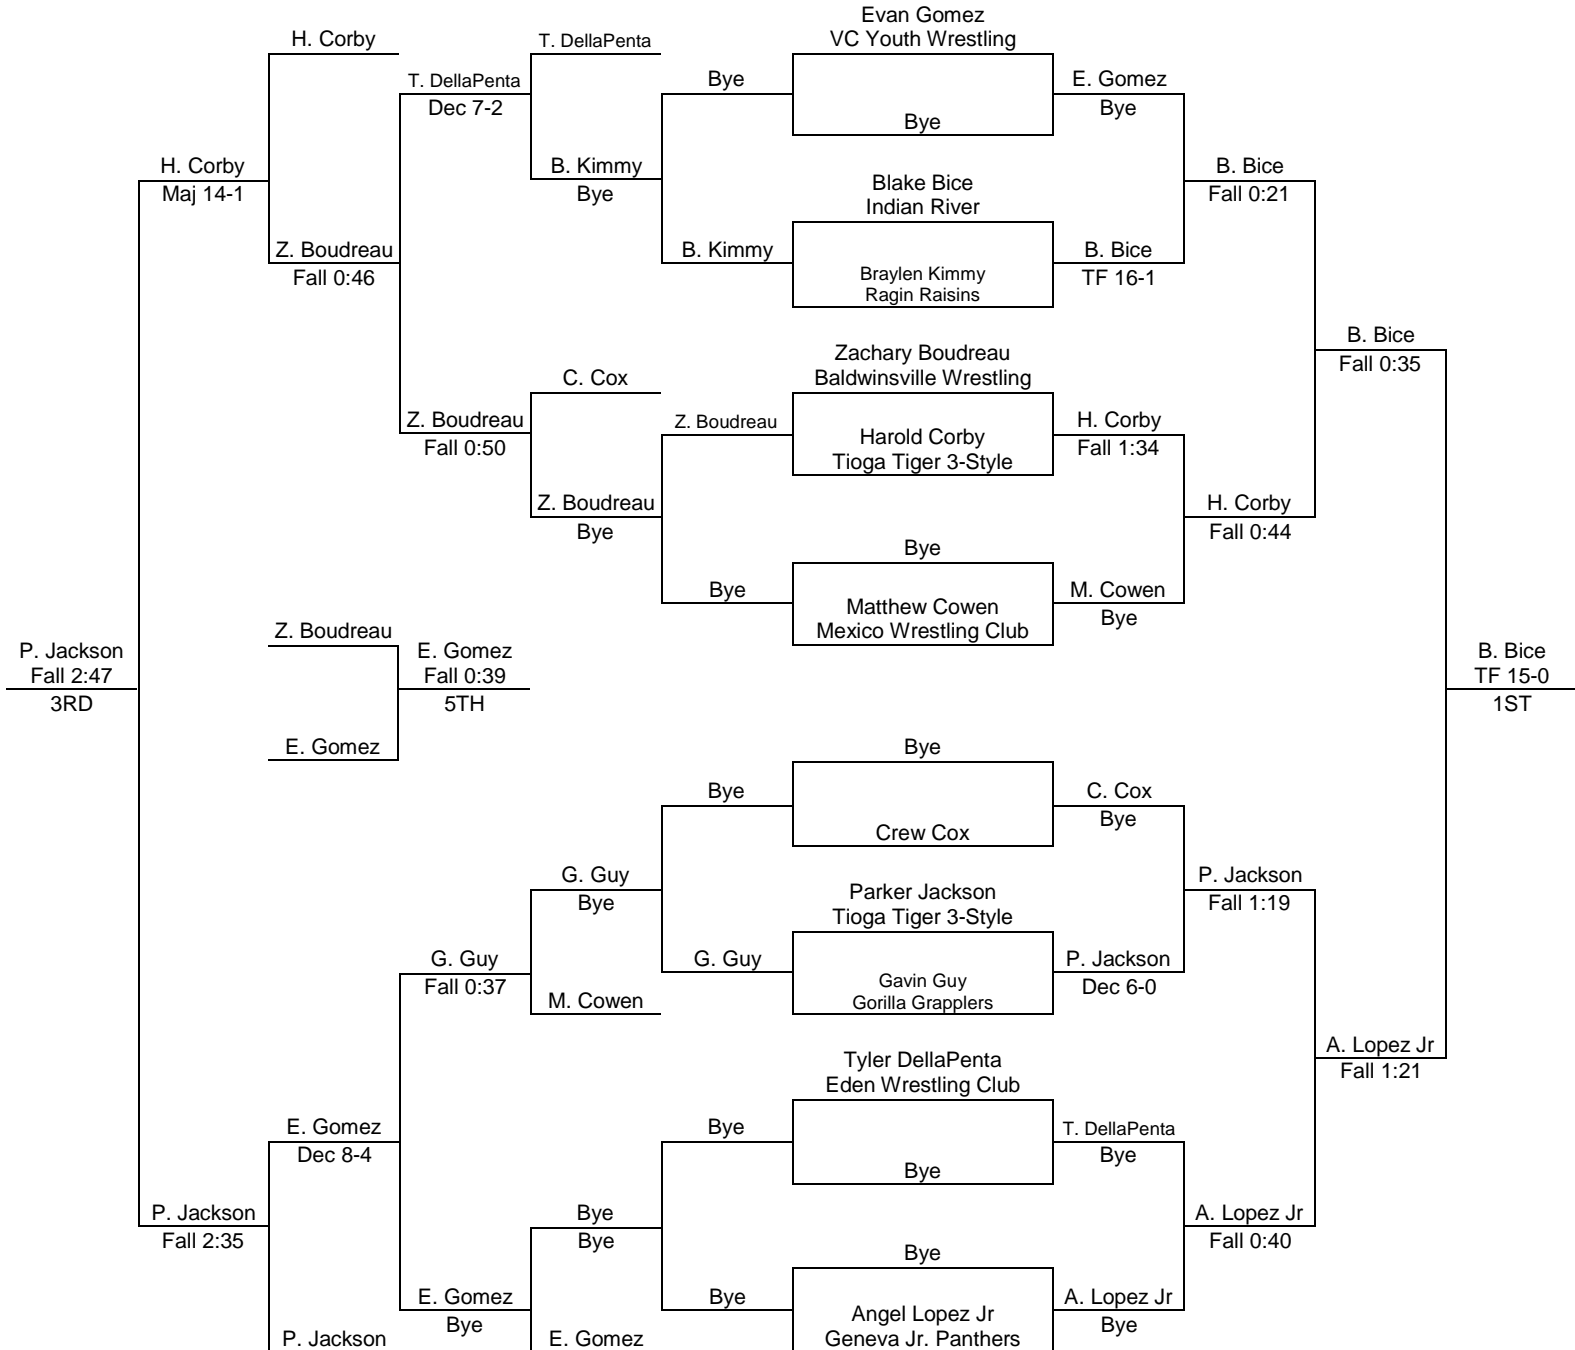 Evan Gomez
H. Corby
T. DellaPenta
VC Youth Wrestling
T. DellaPenta
Bye
E. Gomez
Dec 7-2
Bye
Bye
H. Corby
B. Kimmy
B. Bice
Maj 14-1
Bye
Blake Bice
Fall 0:21
Indian River
Z. Boudreau
B. Kimmy
B. Bice
Fall 0:46
Braylen Kimmy
TF 16-1
Ragin Raisins
B. Bice
Zachary Boudreau
Fall 0:35
C. Cox
Baldwinsville Wrestling
Z. Boudreau
Z. Boudreau
H. Corby
Fall 0:50
Harold Corby
Fall 1:34
Tioga Tiger 3-Style
Z. Boudreau
H. Corby
Bye
Fall 0:44
Bye
Bye
M. Cowen
Matthew Cowen
Bye
Z. Boudreau
Mexico Wrestling Club
P. Jackson
E. Gomez
B. Bice
Fall 2:47
Fall 0:39
TF 15-0
3RD
5TH
1ST
E. Gomez
Bye
Bye
C. Cox
Crew Cox
Bye
G. Guy
Parker Jackson
P. Jackson
Bye
Tioga Tiger 3-Style
Fall 1:19
G. Guy
G. Guy
P. Jackson
Fall 0:37
Gavin Guy
Dec 6-0
M. Cowen
Gorilla Grapplers
A. Lopez Jr
Tyler DellaPenta
Fall 1:21
Eden Wrestling Club
E. Gomez
Bye
T. DellaPenta
Dec 8-4
Bye
Bye
P. Jackson
Bye
A. Lopez Jr
Fall 2:35
Bye
Fall 0:40
Bye
E. Gomez
Bye
A. Lopez Jr
Bye
Angel Lopez Jr
Bye
P. Jackson
E. Gomez
Geneva Jr. Panthers